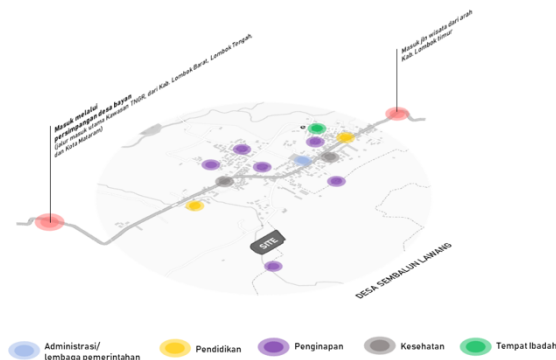 Masuk jln wisata dari arah
Kab. Lombok timur
Masuk melalui
persimpangan desa bayan
(jalur masuk utama Kawasan TNGR, dari Kab. Lombok Barat, Lombok Tengah,
dan Kota Mataram)
SITE
DESA SEMBALUN LAWANG
Administrasi/
lembaga pemerintahan
Pendidikan
Penginapan
Kesehatan
Tempat Ibadah